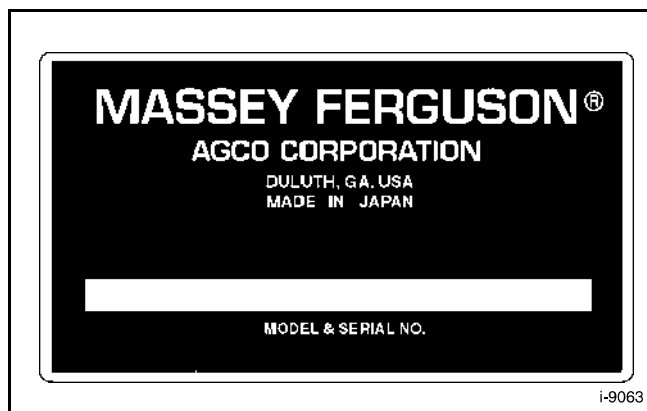 MASSEY FERGUSON®
AGCO CORPORATION
DULUTH, GA. USA
MADE IN JAPAN
MODEL & SERIAL NO.
i-9063